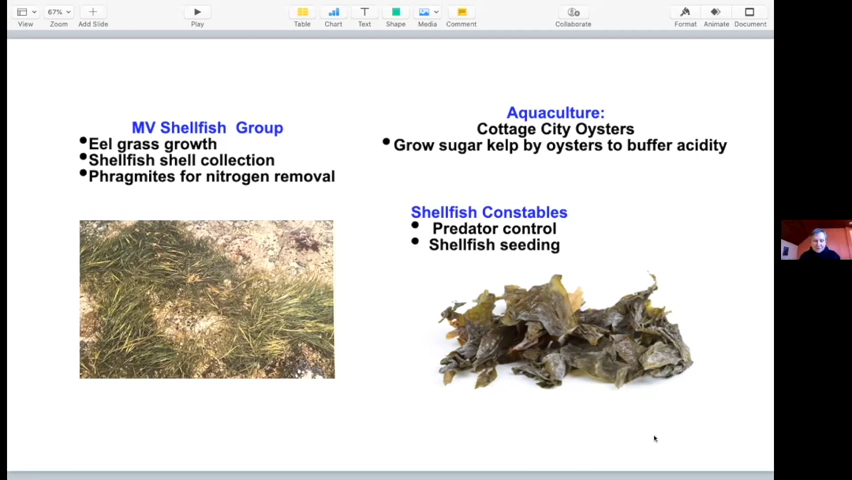 67%
View
Zoom
Add Slide
Play
Table
Chart
Text
Shape
Media
Comment
Collaborate
Format
Animate
Document
MV Shellfish Group
•Eel grass growth
•Shellfish shell collection
•Phragmites for nitrogen removal
Aquaculture:
Cottage City Oysters
•Grow sugar kelp by oysters to buffer acidity
Shellfish Constables
• Predator control
• Shellfish seeding